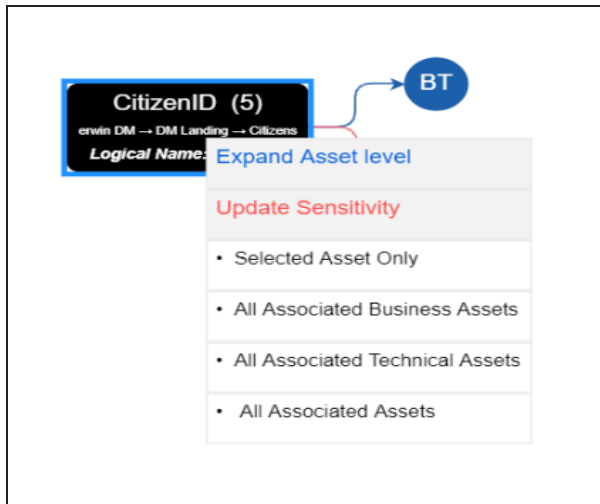 BT
CitizenID (5)
erwin DM → DM Landing → Citizens
Logical Name:
Expand Asset level
Update Sensitivity
• Selected Asset Only
• All Associated Business Assets
• All Associated Technical Assets
• All Associated Assets